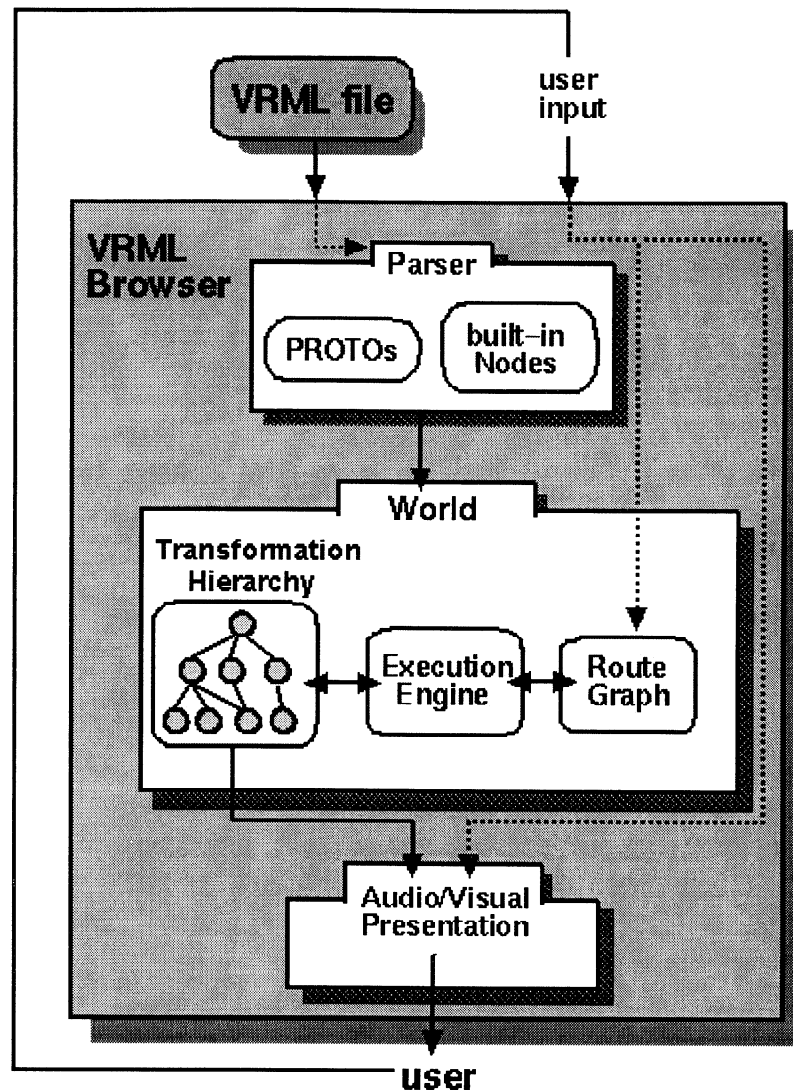 VRML file
user
input
VRML
Browser
Parser
PROTOs
built-in
Nodes
World
Transformation
Hierarchy
Execution
Engine
Route
Graph
Audio/Visual
Presentation
user